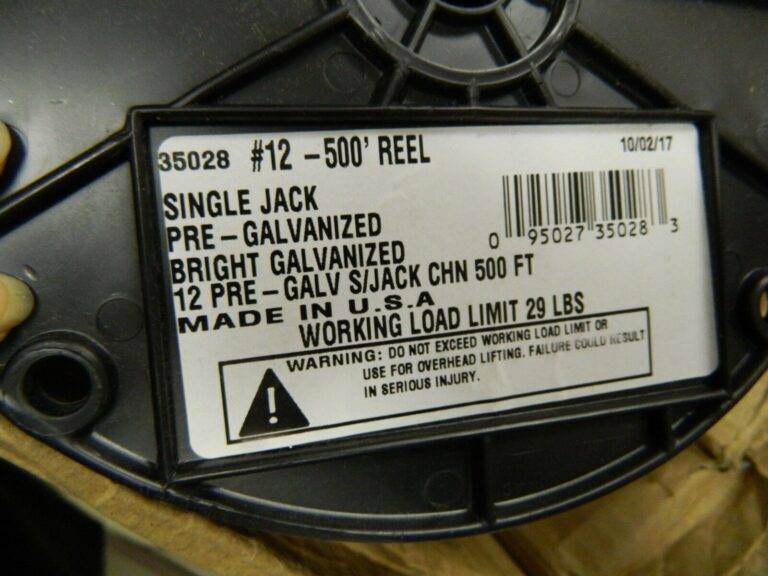 35028 #12 - 500' REEL 10/02/17
SINGLE JACK
PRE - GALVANIZED
BRIGHT GALVANIZED
0 95027 35028 3
12 PRE - GALV S/JACK CHN 500 FT
MADE IN U.S.A
WORKING LOAD LIMIT 29 LBS
WARNING: DO NOT EXCEED WORKING LOAD LIMIT OR
USE FOR OVERHEAD LIFTING. FAILURE COULD RESULT
IN SERIOUS INJURY.